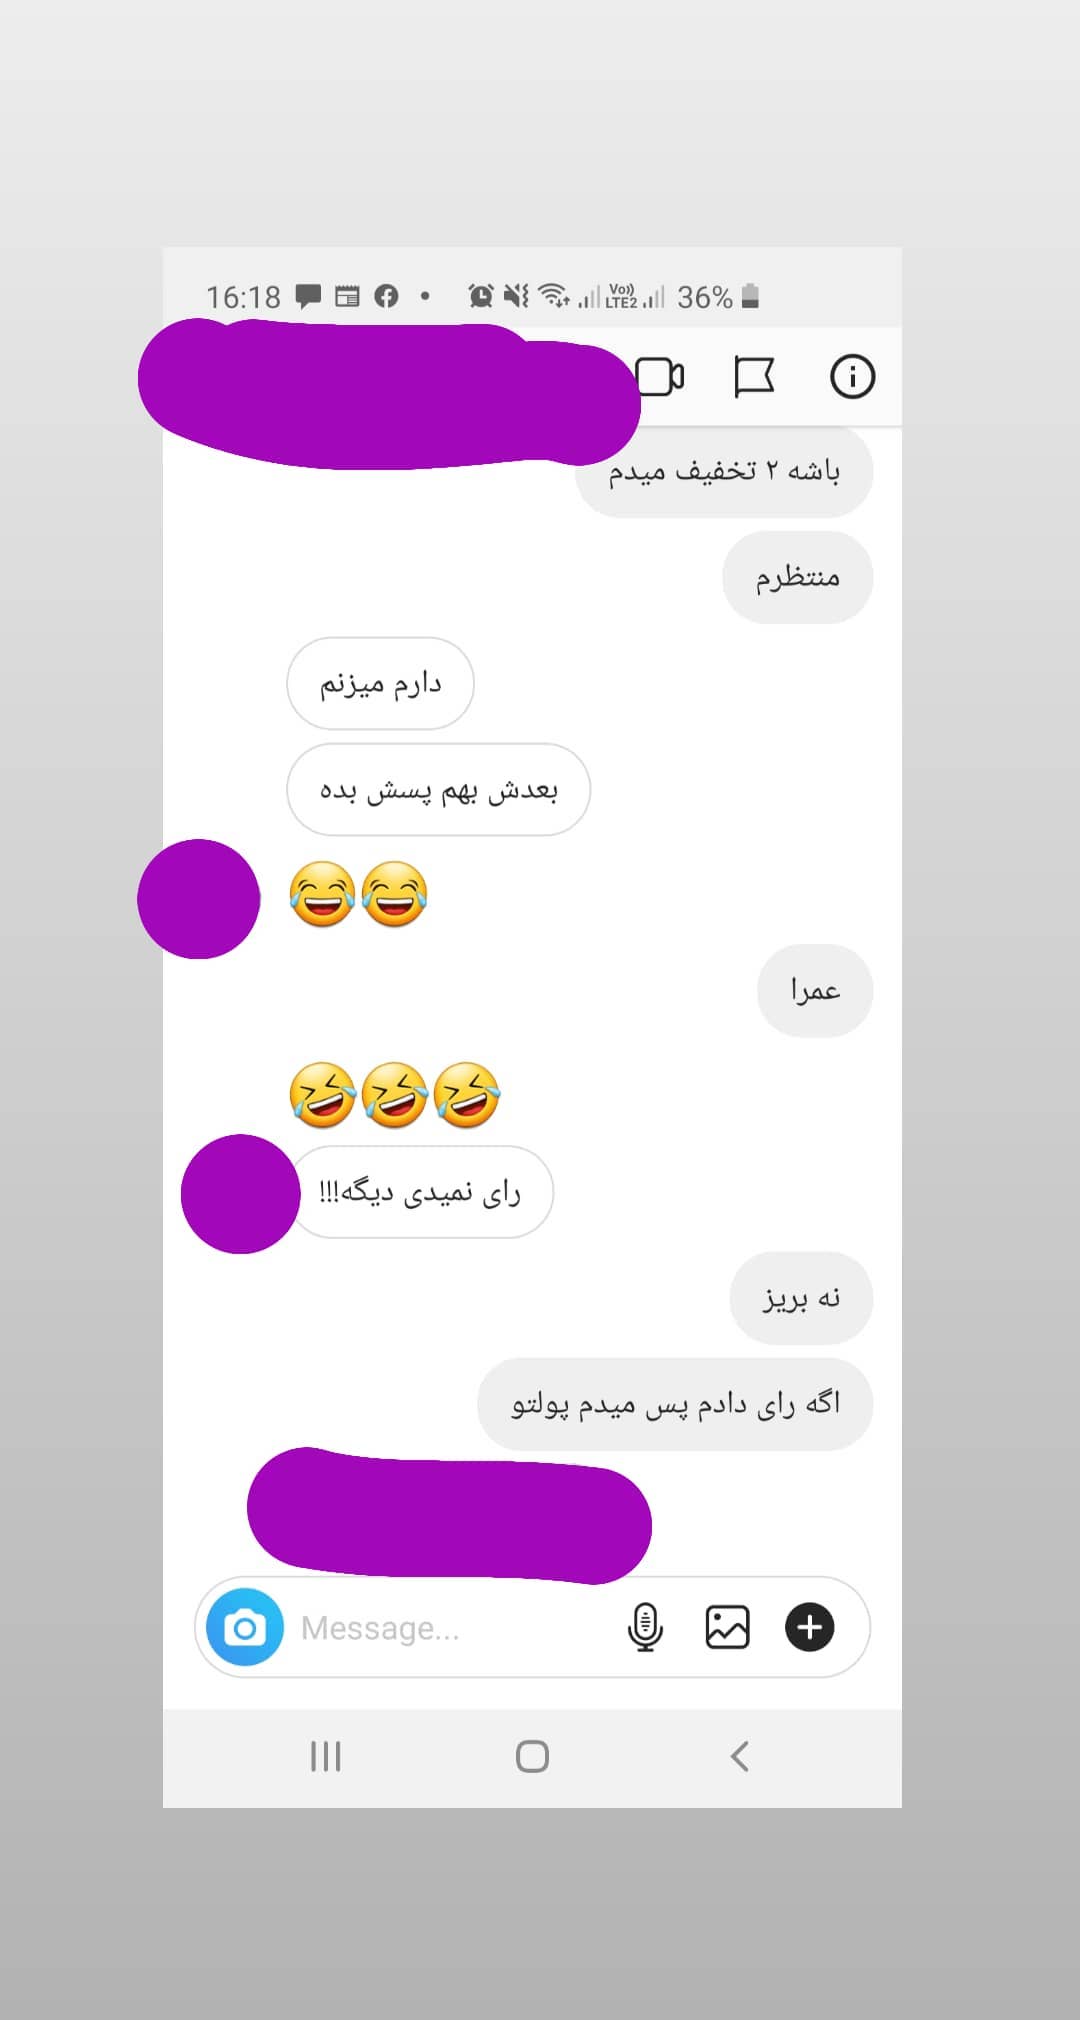 16:18 VoLTE2 36%
باشه ۲ تخفیف میدم
منتظرم
دارم میزنم
بعدش بهم پسش بده
😂😂
عمرا
🤣🤣🤣
رای نمیدی دیگه!!!
نه بریز
اگه رای دادم پس میدم پولتو
Message...